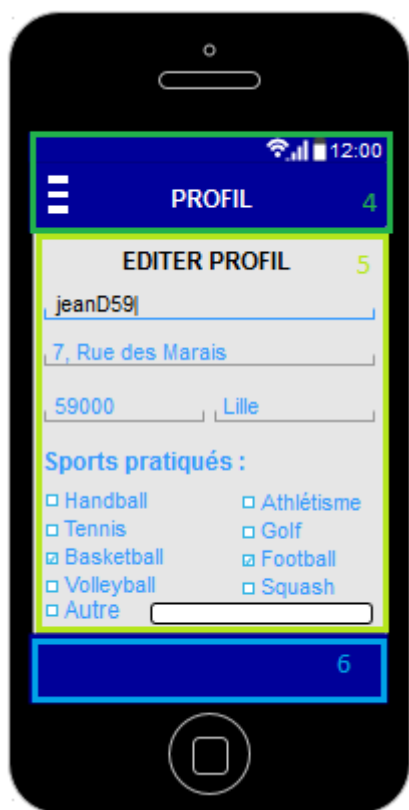 12:00
PROFIL 4
EDITER PROFIL 5
jeanD59
7, Rue des Marais
59000 Lille
Sports pratiqués :
Handball Athlétisme
Tennis Golf
Basketball Football
Volleyball Squash
Autre
6